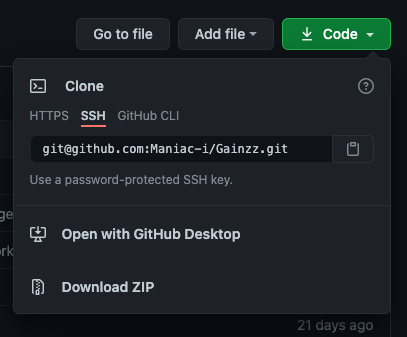 Go to file Add file Code
Clone
HTTPS SSH GitHub CLI
git@github.com:Maniac-i/Gainzz.git
Use a password-protected SSH key.
Open with GitHub Desktop
Download ZIP
21 days ago